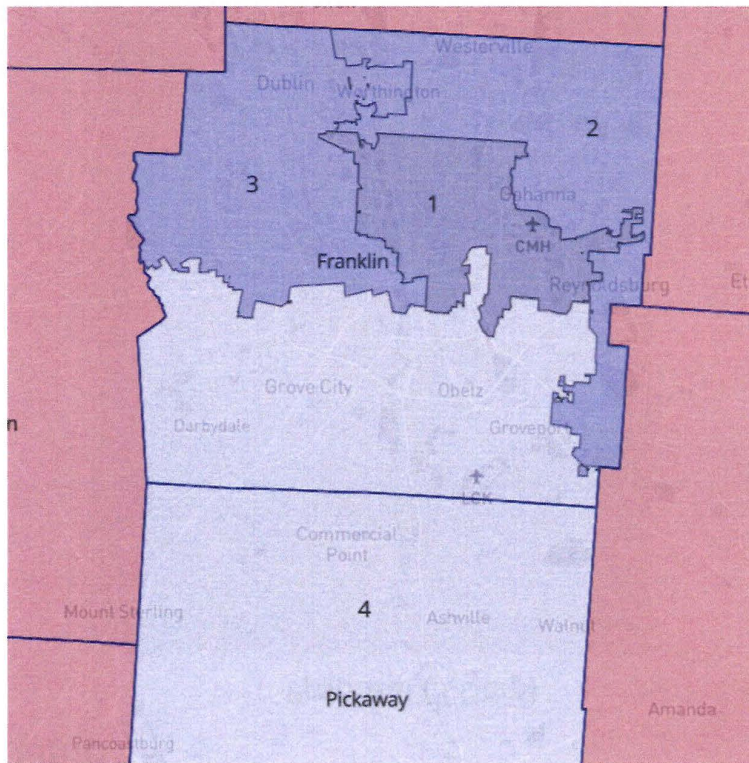 Westerville
Dublin
Worthington
2
3
1
Gahanna
CMH
Franklin
Reynoldsburg
Et
Grove City
Obetz
Darbydale
Groveport
n
LCK
Commercial
Point
4
Mount Sterling
Ashville
Walnut
Pickaway
Amanda
Pancoastburg